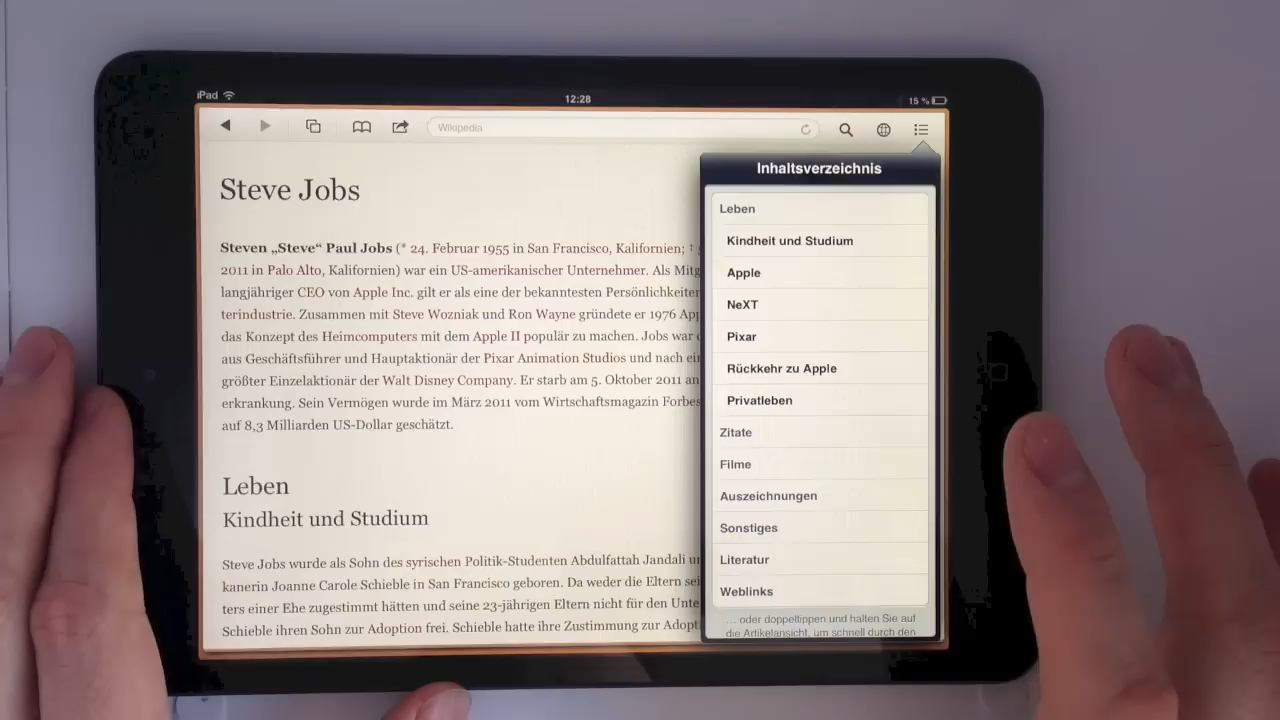 iPad
12:28
15 %
Wikipedia
Inhaltsverzeichnis
Leben
Kindheit und Studium
Apple
NeXT
Pixar
Rückkehr zu Apple
Privatleben
Zitate
Filme
Auszeichnungen
Sonstiges
Literatur
Weblinks
... oder doppeltippen und halten Sie auf
die Artikelansicht, um schnell durch den
Steve Jobs
Steven „Steve“ Paul Jobs (* 24. Februar 1955 in San Francisco, Kalifornien; †
2011 in Palo Alto, Kalifornien) war ein US-amerikanischer Unternehmer. Als
langjähriger CEO von Apple Inc. gilt er als eine der bekanntesten Persönlichkeiten
terindustrie. Zusammen mit Steve Wozniak und Ron Wayne gründete er 1976
das Konzept des Heimcomputers mit dem Apple II populär zu machen. Jobs war
aus Geschäftsführer und Hauptaktionär der Pixar Animation Studios und nach
größter Einzelaktionär der Walt Disney Company. Er starb am 5. Oktober 2011 an
erkrankung. Sein Vermögen wurde im März 2011 vom Wirtschaftsmagazin Forbes
auf 8,3 Milliarden US-Dollar geschätzt.
Leben
Kindheit und Studium
Steve Jobs wurde als Sohn des syrischen Politik-Studenten Abdulfattah Jandali
kanerin Joanne Carole Schieble in San Francisco geboren. Da weder die Eltern
ters einer Ehe zugestimmt hätten und seine 23-jährigen Eltern nicht für den
Schieble ihren Sohn zur Adoption frei. Schieble hatte ihre Zustimmung zur